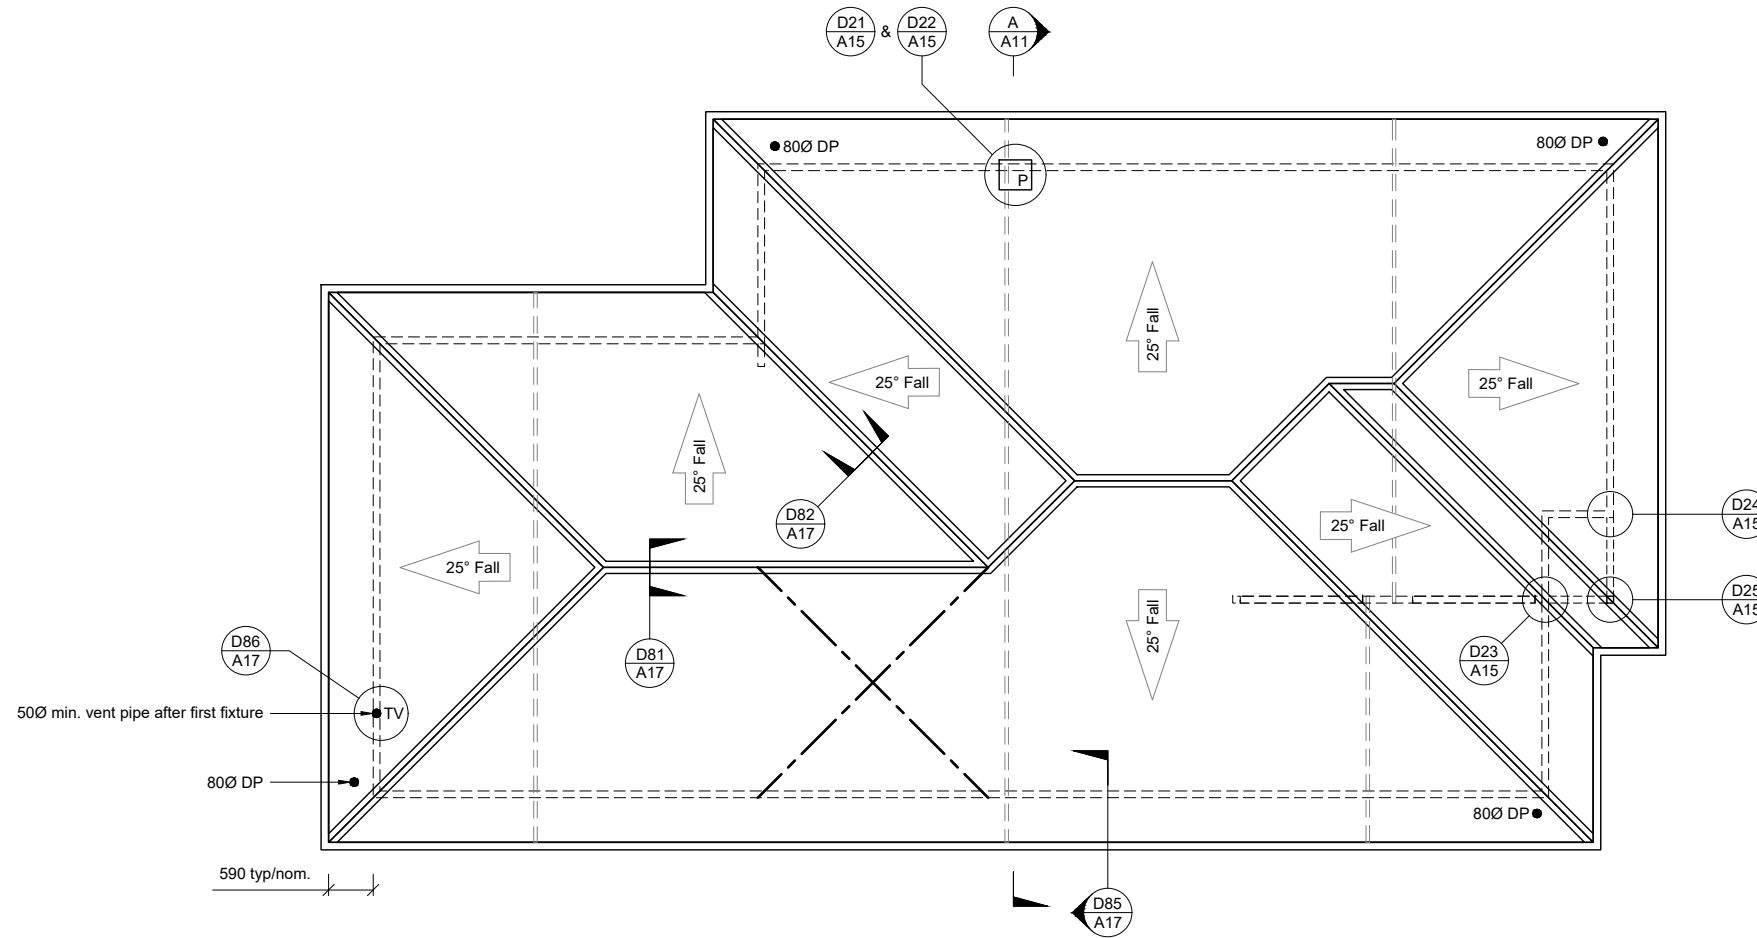 D21
A15
&
D22
A15
A
A11
80Ø DP
80Ø DP
P
25° Fall
25° Fall
25° Fall
25° Fall
D82
A17
25° Fall
D24
A15
25° Fall
25° Fall
D25
A15
D86
A17
D81
A17
D23
A15
50Ø min. vent pipe after first fixture
TV
80Ø DP
80Ø DP
590 typ/nom.
D85
A17